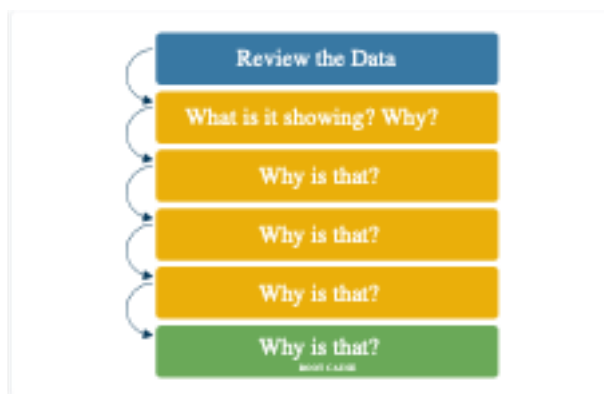 Review the Data
What is it showing? Why?
Why is that?
Why is that?
Why is that?
Why is that?
ROOT CAUSE